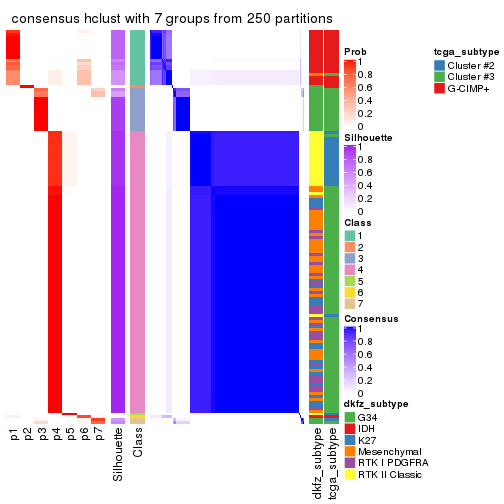 consensus hclust with 7 groups from 250 partitions
Prob
1
0.8
0.6
0.4
0.2
0
Silhouette
1
0.8
0.6
0.4
0.2
0
Class
1
2
3
4
5
6
7
Consensus
1
0.8
0.6
0.4
0.2
0
dkfz_subtype
G34
IDH
K27
Mesenchymal
RTK I PDGFRA
RTK II Classic
tcga_subtype
Cluster #2
Cluster #3
G-CIMP+
p1
p2
p3
p4
p5
p6
p7
Silhouette
Class
dkfz_subtype
tcga_subtype